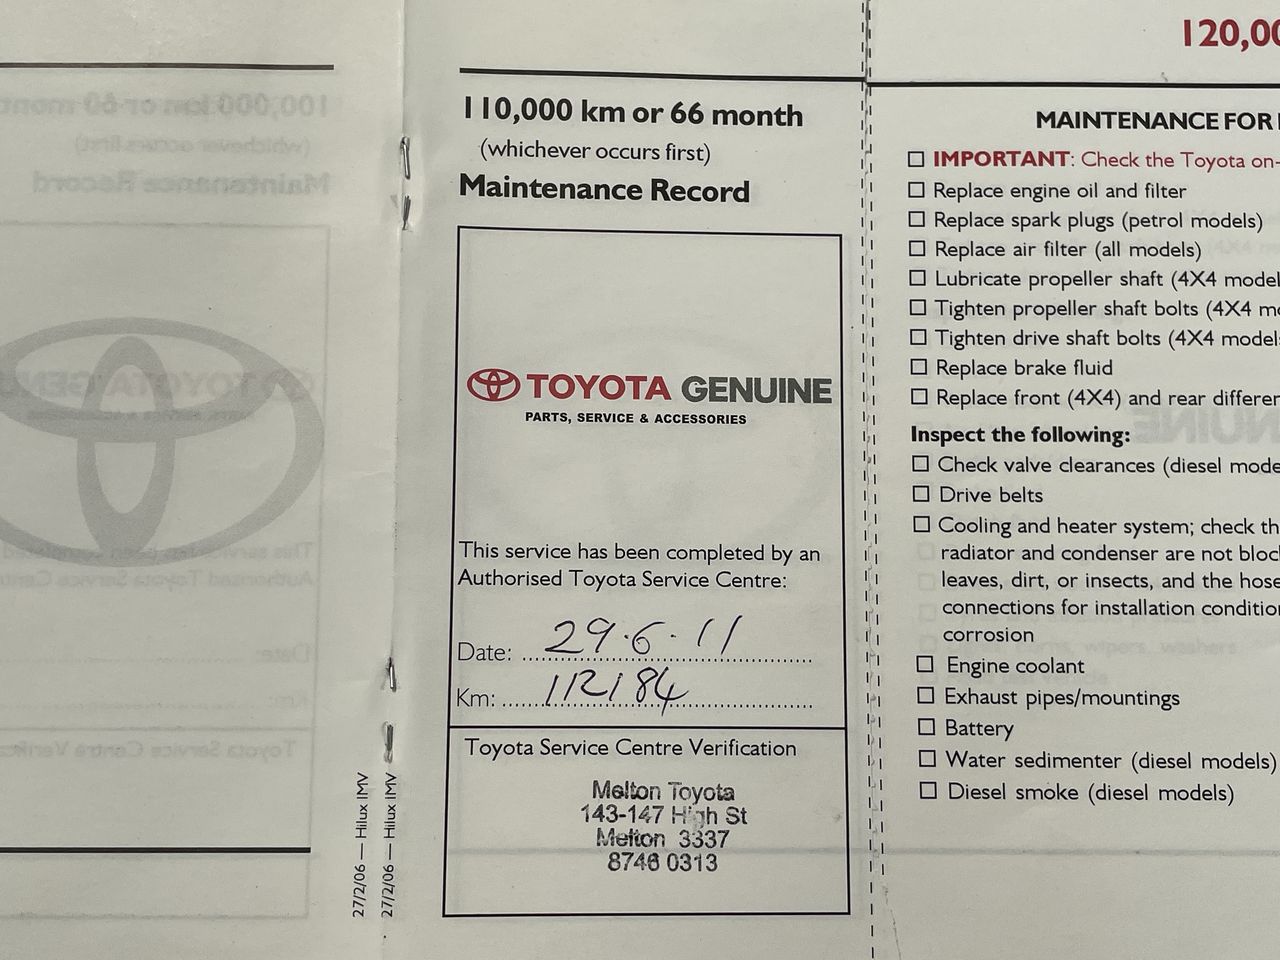 110,000 km or 66 month
(whichever occurs first)
Maintenance Record
TOYOTA GENUINE
PARTS, SERVICE & ACCESSORIES
This service has been completed by an
Authorised Toyota Service Centre:
Date: 29.6.11
Km: 112184
Toyota Service Centre Verification
Melton Toyota
143-147 High St
Melton 3337
8746 0313
27/2/06 — Hilux IMV
27/2/06 — Hilux IMV
120,00
MAINTENANCE FOR
IMPORTANT: Check the Toyota on-
Replace engine oil and filter
Replace spark plugs (petrol models)
Replace air filter (all models)
Lubricate propeller shaft (4X4 model
Tighten propeller shaft bolts (4X4 mo
Tighten drive shaft bolts (4X4 models
Replace brake fluid
Replace front (4X4) and rear differen
Inspect the following:
Check valve clearances (diesel mode
Drive belts
Cooling and heater system; check th
radiator and condenser are not bloc
leaves, dirt, or insects, and the hose
connections for installation conditio
corrosion
Engine coolant
Exhaust pipes/mountings
Battery
Water sedimenter (diesel models)
Diesel smoke (diesel models)